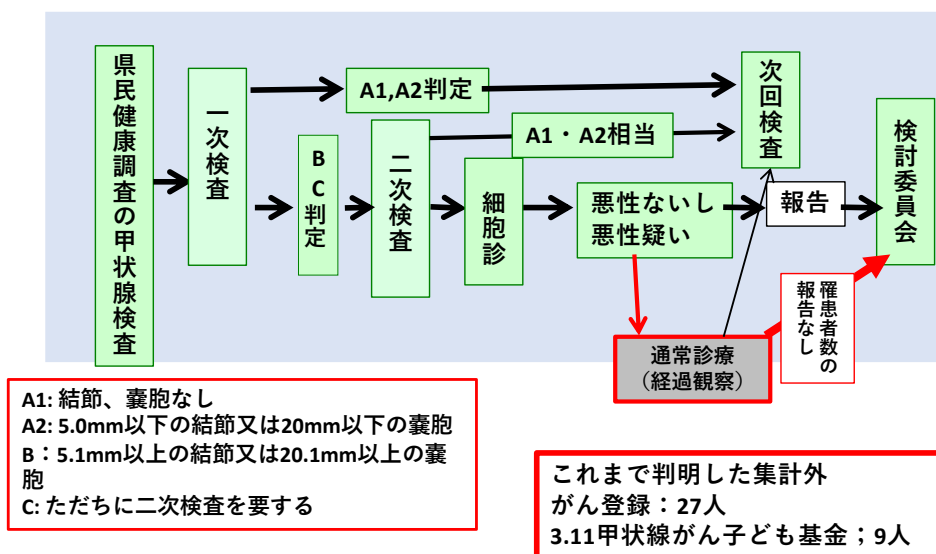 県民健康調査の甲状腺検査
一次検査
A1,A2判定
BC判定
二次検査
A1・A2相当
細胞診
悪性ないし
悪性疑い
次回検査
報告
検討委員会
罹患者数の
報告なし
通常診療
（経過観察）
A1: 結節、嚢胞なし
A2: 5.0mm以下の結節又は20mm以下の嚢胞
B：5.1mm以上の結節又は20.1mm以上の嚢
胞
C: ただちに二次検査を要する
これまで判明した集計外
がん登録：27人
3.11甲状線がん子ども基金；9人